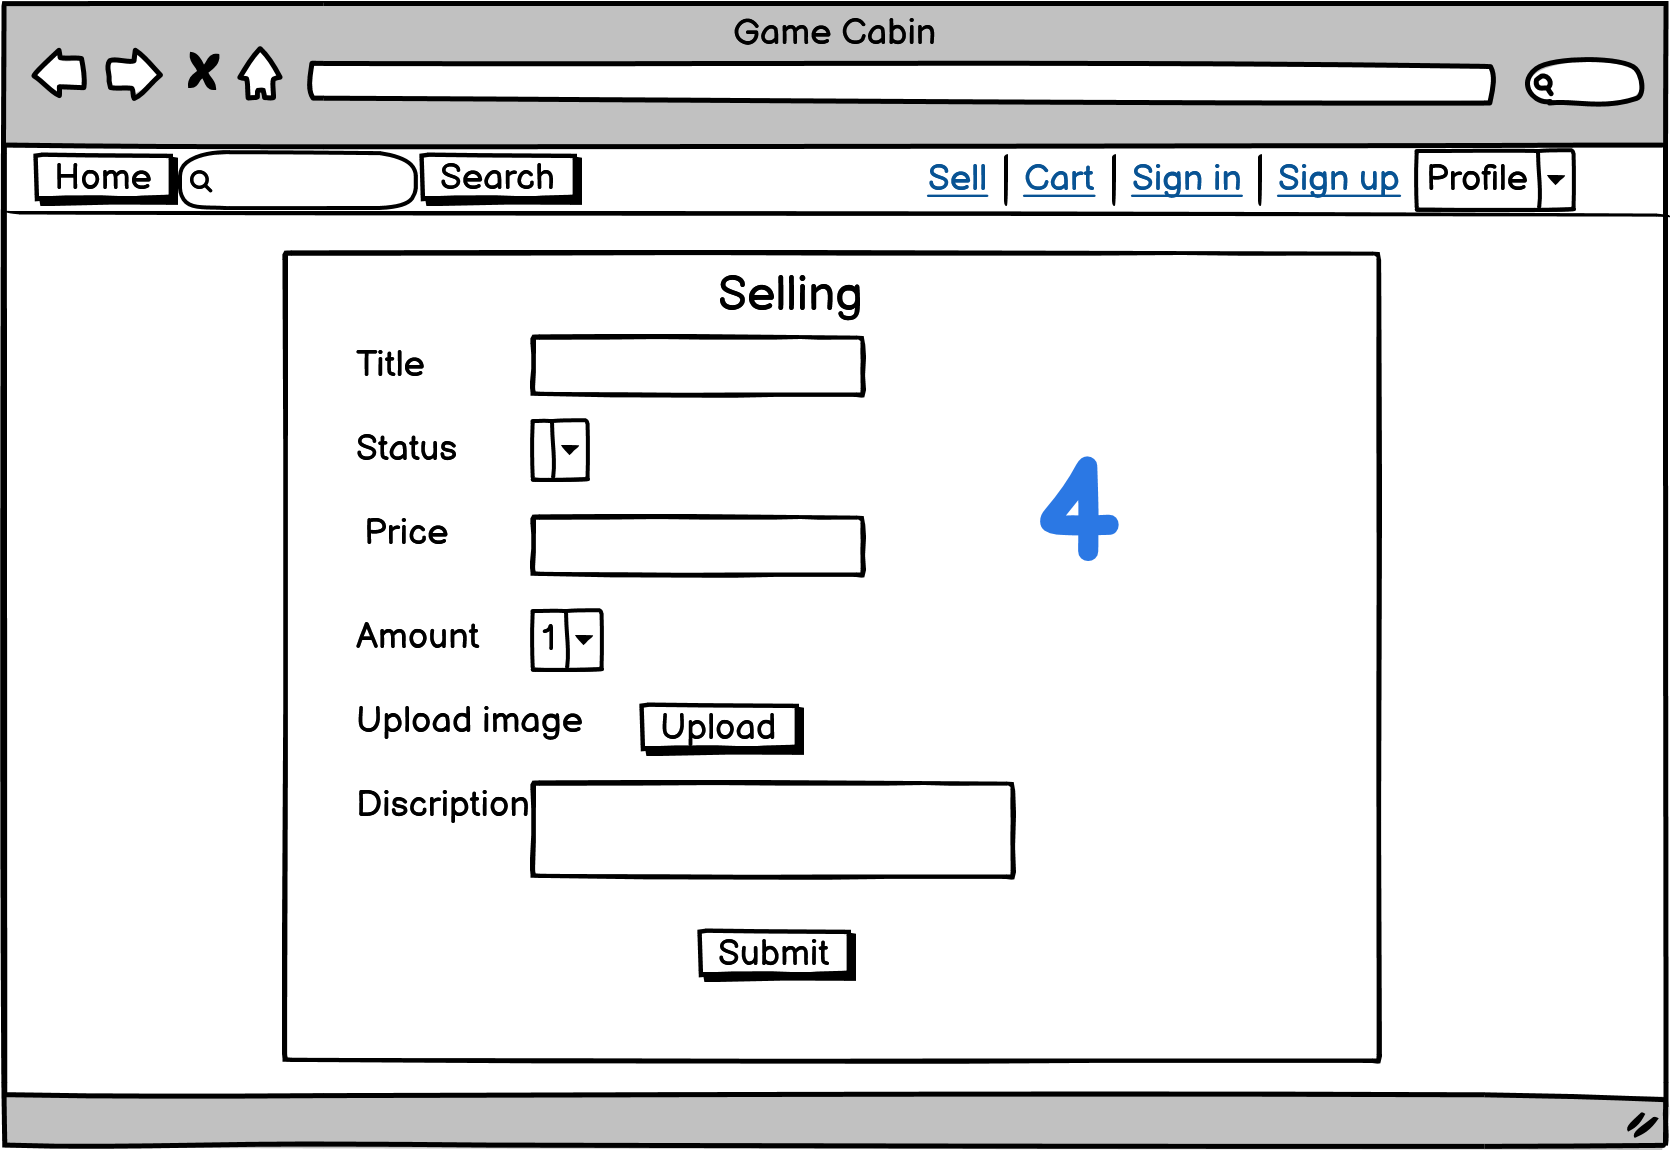 Game Cabin
Home Search Sell Cart Sign in Sign up Profile
Selling
Title
Status
Price
4
Amount 1
Upload image Upload
Discription
Submit